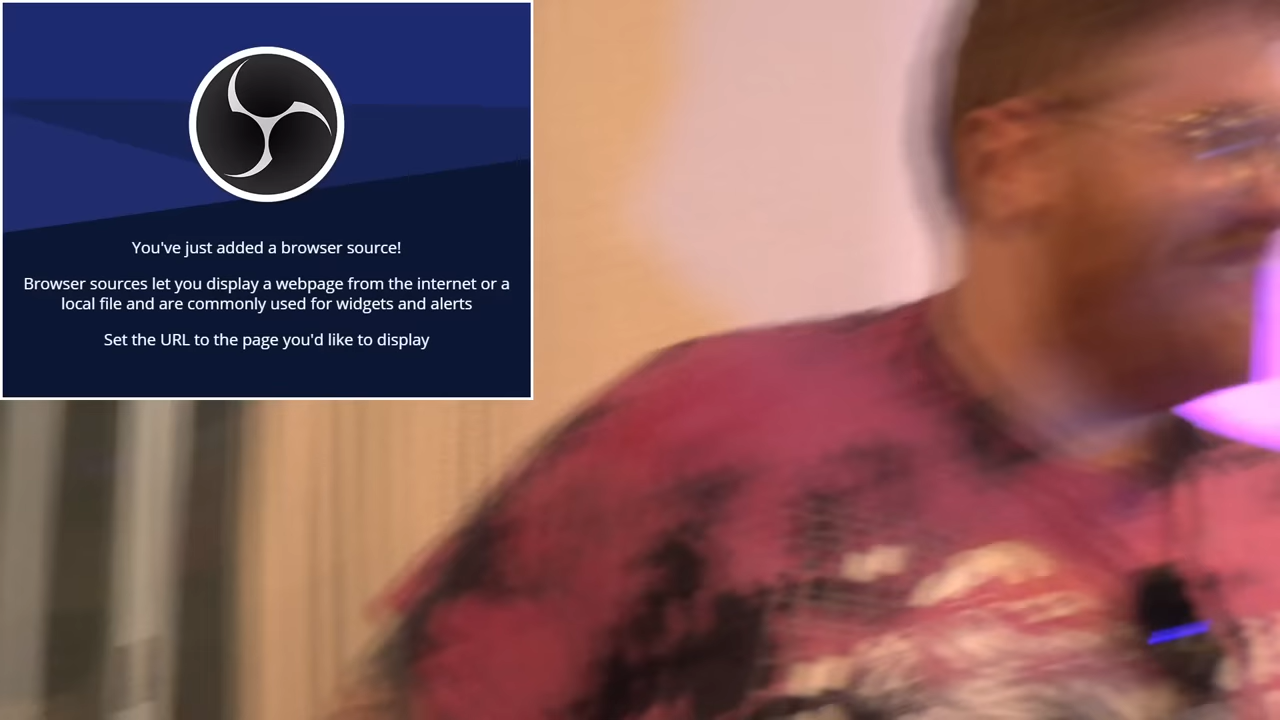 You've just added a browser source!
Browser sources let you display a webpage from the internet or a
local file and are commonly used for widgets and alerts
Set the URL to the page you'd like to display